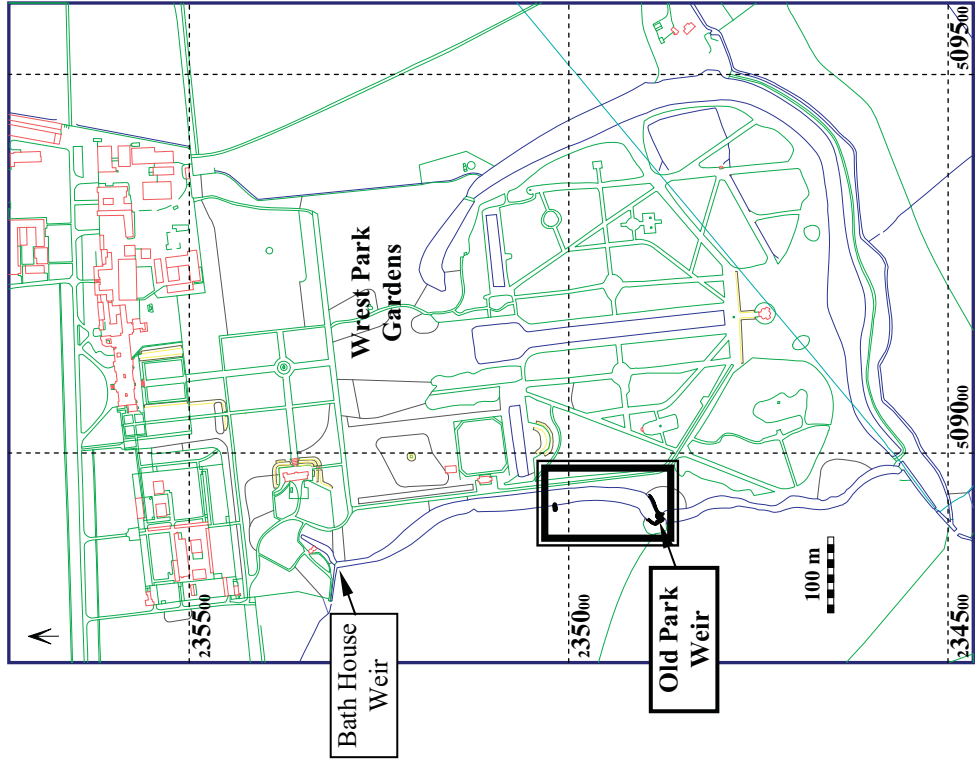 Wrest Park
Gardens
Bath House
Weir
Old Park
Weir
100 m
235500
235000
234500
509000
509500